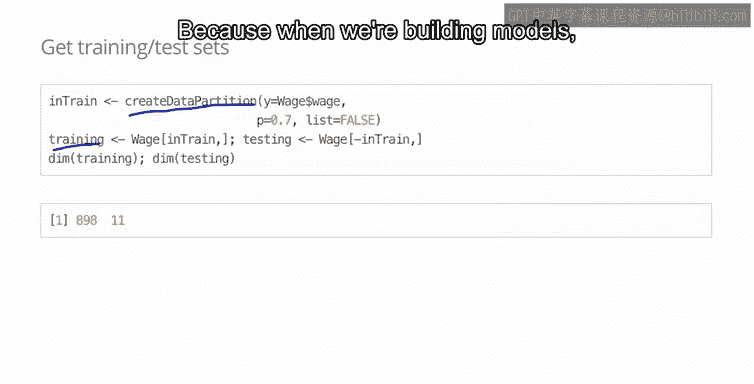 Because when we're building models,
Get training/test sets
inTrain <- createDataPartition(y=Wage$wage,
p=0.7, list=FALSE)
training <- Wage[inTrain,]; testing <- Wage[-inTrain,]
dim(training); dim(testing)
[1] 898 11